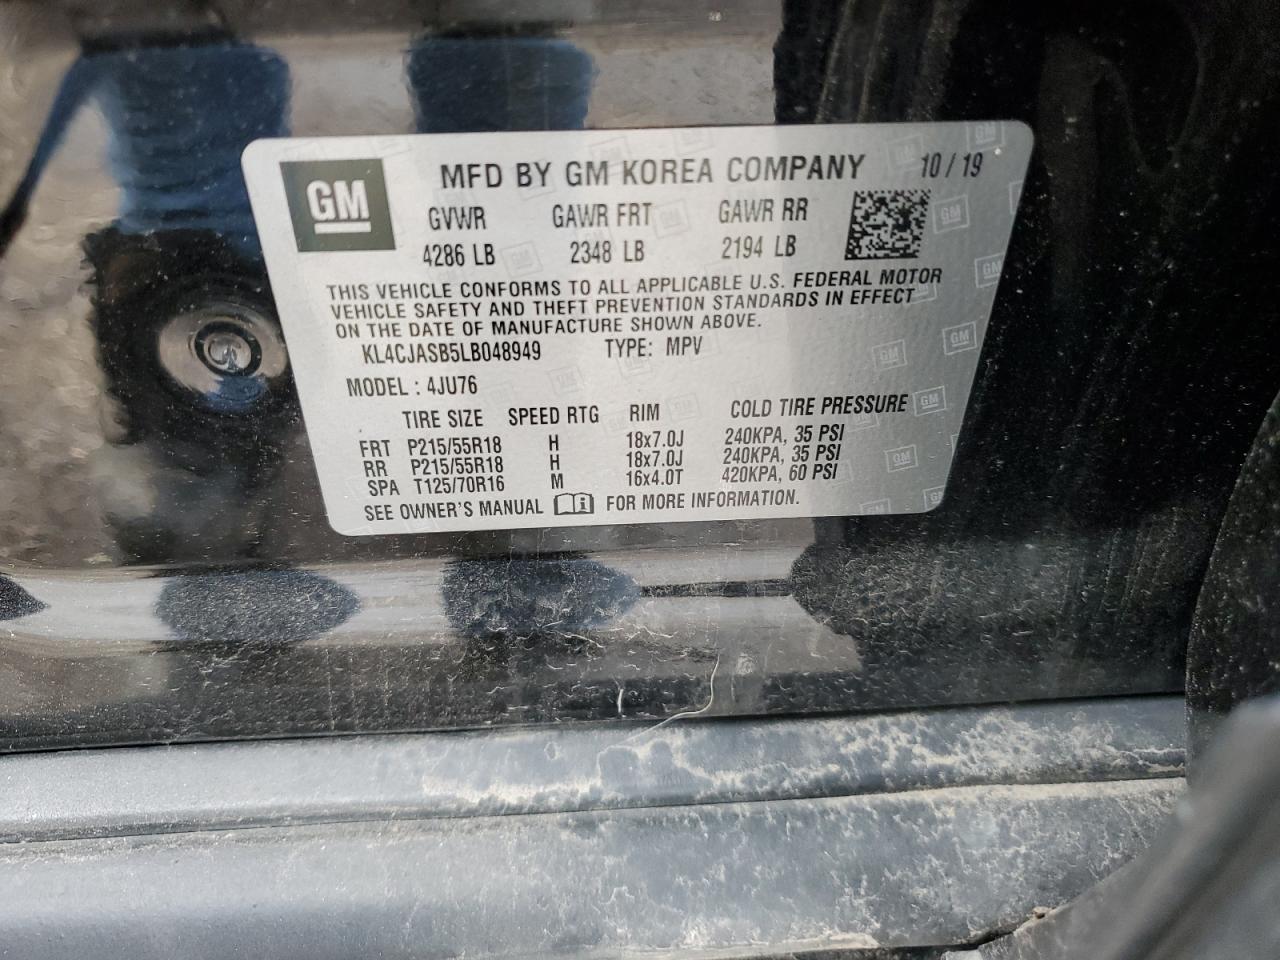 GM MFD BY GM KOREA COMPANY 10 / 19
GVWR GAWR FRT GAWR RR
4286 LB 2348 LB 2194 LB
THIS VEHICLE CONFORMS TO ALL APPLICABLE U.S. FEDERAL MOTOR
VEHICLE SAFETY AND THEFT PREVENTION STANDARDS IN EFFECT
ON THE DATE OF MANUFACTURE SHOWN ABOVE.
KL4CJASB5LB048949 TYPE: MPV
MODEL : 4JU76
TIRE SIZE SPEED RTG RIM COLD TIRE PRESSURE
FRT P215/55R18 H 18x7.0J 240KPA, 35 PSI
RR P215/55R18 H 18x7.0J 240KPA, 35 PSI
SPA T125/70R16 M 16x4.0T 420KPA, 60 PSI
SEE OWNER'S MANUAL FOR MORE INFORMATION.